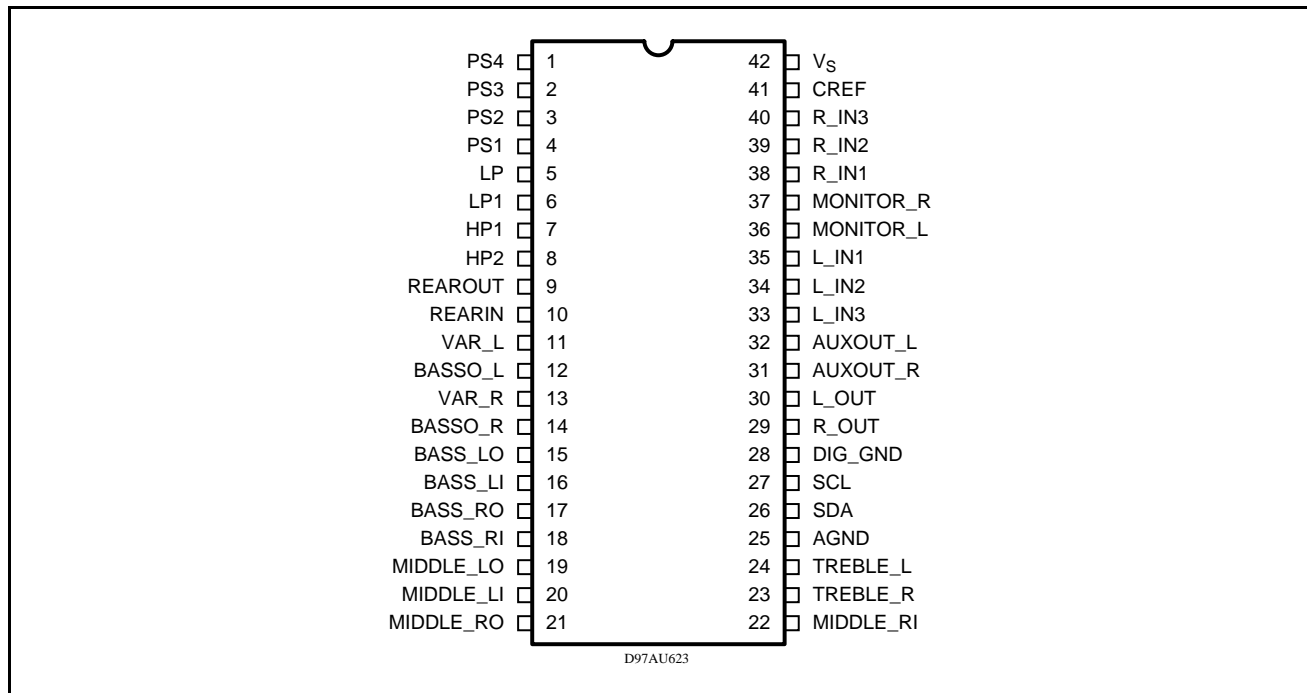 PS4 1 42 VS
PS3 2 41 CREF
PS2 3 40 R_IN3
PS1 4 39 R_IN2
LP 5 38 R_IN1
LP1 6 37 MONITOR_R
HP1 7 36 MONITOR_L
HP2 8 35 L_IN1
REAROUT 9 34 L_IN2
REARIN 10 33 L_IN3
VAR_L 11 32 AUXOUT_L
BASSO_L 12 31 AUXOUT_R
VAR_R 13 30 L_OUT
BASSO_R 14 29 R_OUT
BASS_LO 15 28 DIG_GND
BASS_LI 16 27 SCL
BASS_RO 17 26 SDA
BASS_RI 18 25 AGND
MIDDLE_LO 19 24 TREBLE_L
MIDDLE_LI 20 23 TREBLE_R
MIDDLE_RO 21 22 MIDDLE_RI
D97AU623